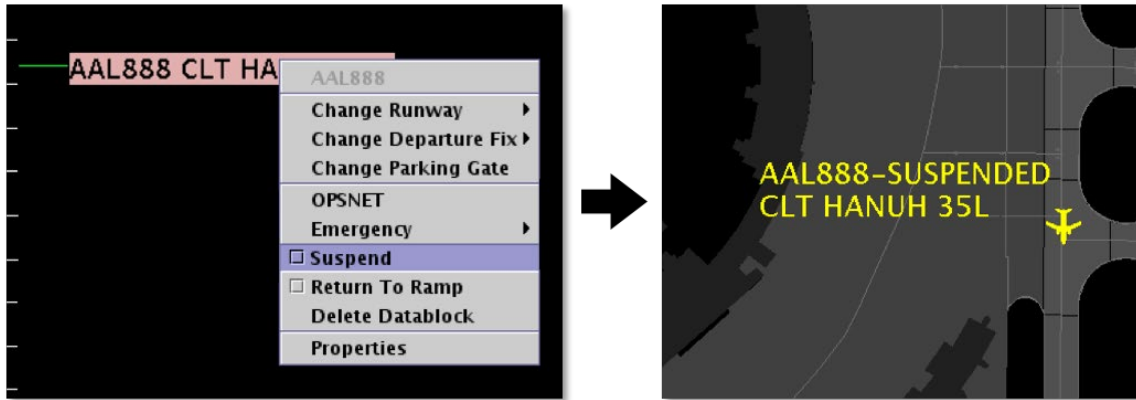 AAL888 CLT HA
AAL888
Change Runway
Change Departure Fix
Change Parking Gate
OPSNET
Emergency
Suspend
Return To Ramp
Delete Datablock
Properties
AAL888-SUSPENDED
CLT HANUH 35L